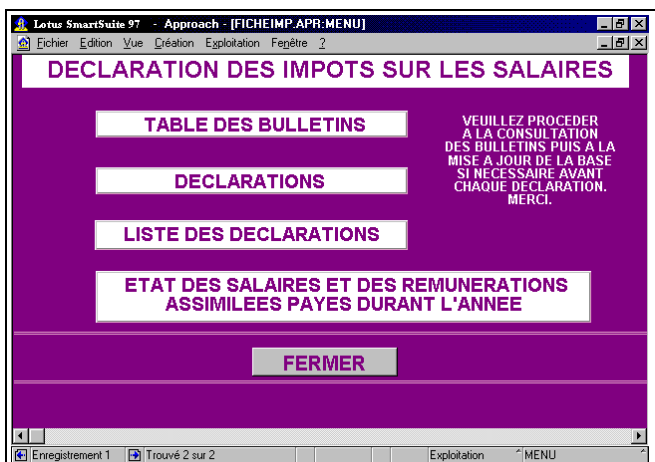 Lotus SmartSuite 97 - Approach - [FICHEIMP.APR:MENU]
Fichier Edition Vue Création Exploitation Fenêtre ?
DECLARATION DES IMPOTS SUR LES SALAIRES
TABLE DES BULLETINS
VEUILLEZ PROCEDER
A LA CONSULTATION
DES BULLETINS PUIS A LA
MISE A JOUR DE LA BASE
SI NECESSAIRE AVANT
CHAQUE DECLARATION.
MERCI.
DECLARATIONS
LISTE DES DECLARATIONS
ETAT DES SALAIRES ET DES REMUNERATIONS
ASSIMILEES PAYES DURANT L'ANNEE
FERMER
Enregistrement 1 Trouvé 2 sur 2 Exploitation MENU